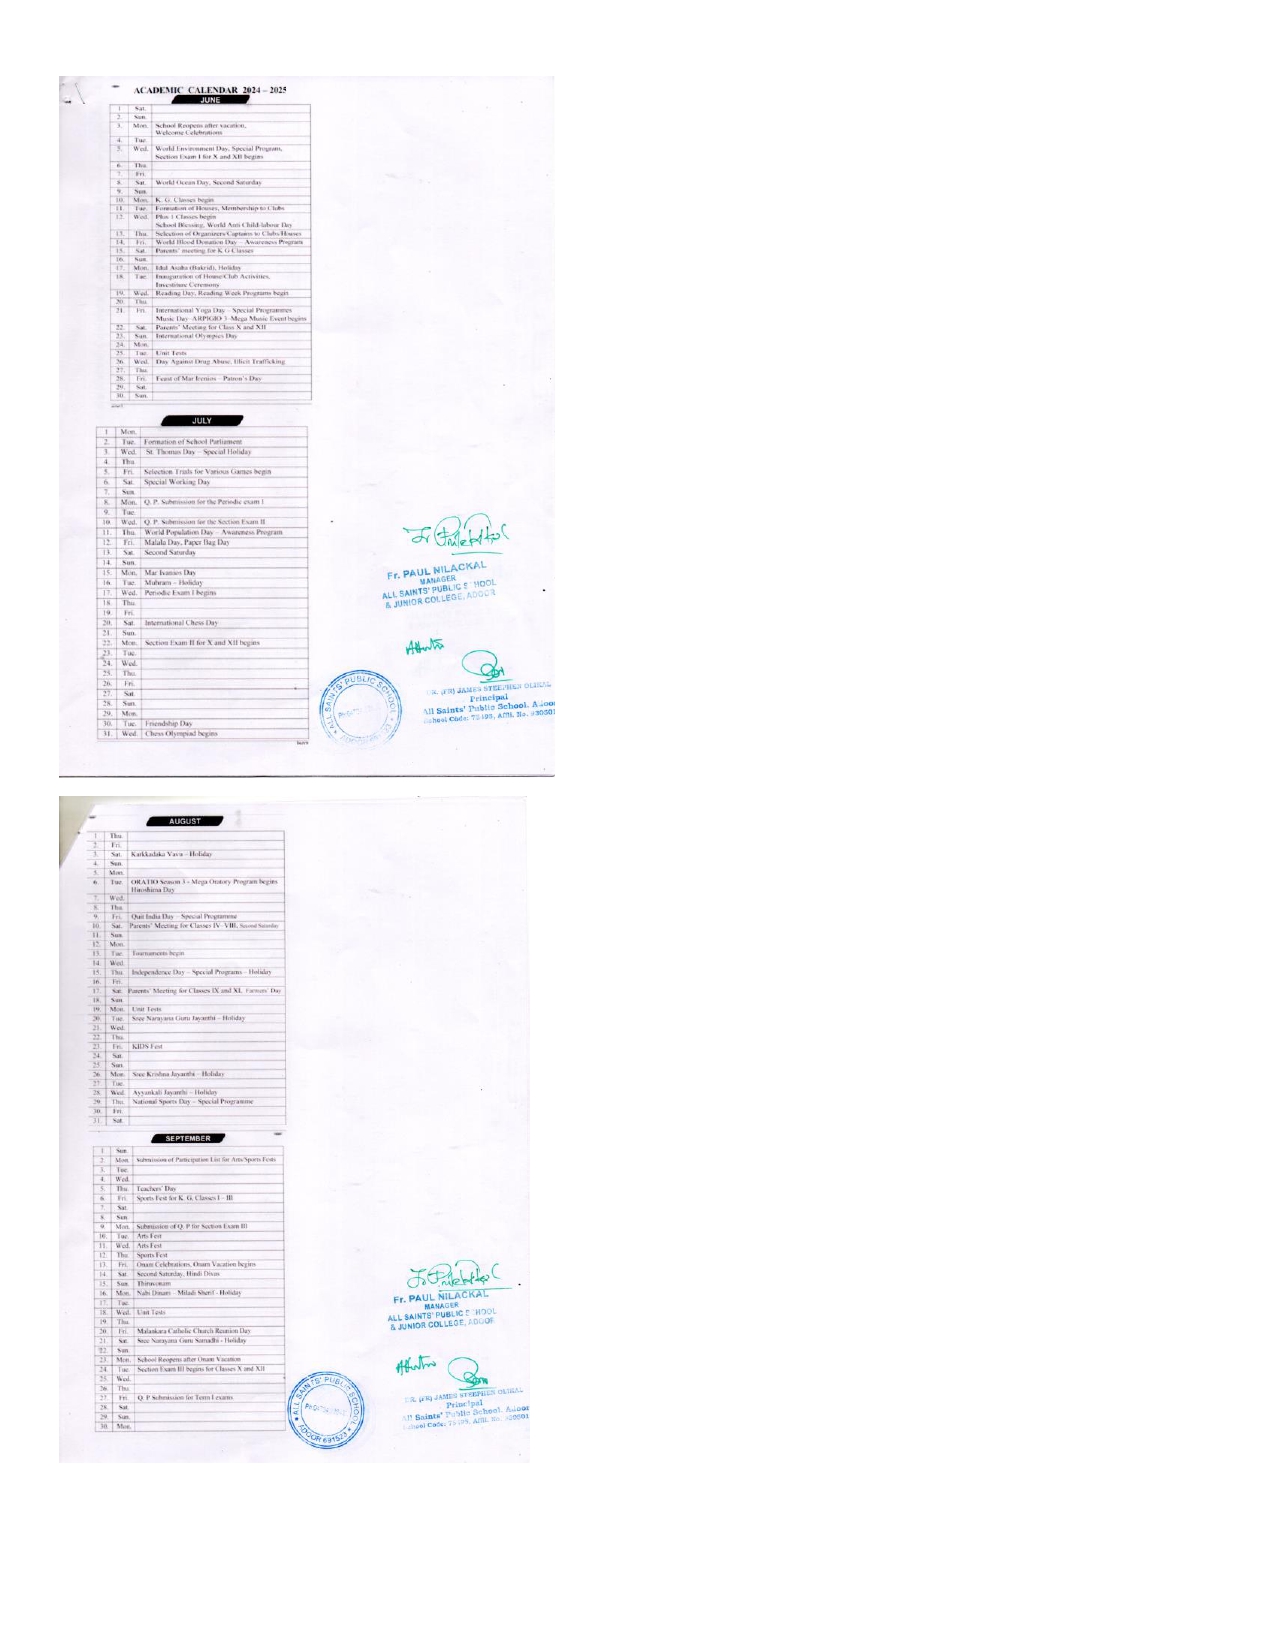 ACADEMIC CALENDAR 2024 – 2025
JUNE
1 Sat.
2. Sun.
3. Mon. School Reopens after vacation,
Welcome Celebrations
4. Tue.
5. Wed. World Environment Day, Special Program,
Section Exam I for X and XII begins
6. Thu.
7. Fri.
8. Sat. World Ocean Day, Second Saturday
9. Sun.
10. Mon. K. G. Classes begin
11. Tue. Formation of Houses, Membership to Clubs
12. Wed. Plus 1 Classes begin
School Blessing, World Anti Child-labour Day
13. Thu. Selection of Organizers/Captains to Clubs/Houses
14. Fri. World Blood Donation Day – Awareness Program
15. Sat. Parents' meeting for K G Classes
16. Sun.
17. Mon. Idul Azaha (Bakrid), Holiday
18. Tue. Inauguration of House/Club Activities,
Investiture Ceremony
19. Wed. Reading Day, Reading Week Programs begin
20. Thu.
21. Fri. International Yoga Day – Special Programmes
Music Day–ARPIGIO 3–Mega Music Event begins
22. Sat. Parents' Meeting for Class X and XII
23. Sun. International Olympics Day
24. Mon.
25. Tue. Unit Tests
26. Wed. Day Against Drug Abuse, Illicit Trafficking
27. Thu.
28. Fri. Feast of Mar Irenios – Patron's Day
29. Sat.
30. Sun.
JULY
1 Mon.
2. Tue. Formation of School Parliament
3. Wed. St. Thomas Day – Special Holiday
4. Thu.
5. Fri. Selection Trials for Various Games begin
6. Sat. Special Working Day
7. Sun.
8. Mon. Q. P. Submission for the Periodic exam I
9. Tue.
10. Wed. Q. P. Submission for the Section Exam II
11. Thu. World Population Day – Awareness Program
12. Fri. Malala Day, Paper Bag Day
13. Sat. Second Saturday
14. Sun.
15. Mon. Mar Ivanios Day
16. Tue. Muhram – Holiday
17. Wed. Periodic Exam I begins
18. Thu.
19. Fri.
20. Sat. International Chess Day
21. Sun.
22. Mon. Section Exam II for X and XII begins
23. Tue.
24. Wed.
25. Thu.
26. Fri.
27. Sat.
28. Sun.
29. Mon.
30. Tue. Friendship Day
31. Wed. Chess Olympiad begins
Fr. PAUL NILACKAL
MANAGER
ALL SAINTS' PUBLIC SCHOOL
& JUNIOR COLLEGE, ADOOR
DR. (FR) JAMES STEEPHEN
Principal
All Saints' Public School, Adoor
School Code:
ALL SAINTS' PUBLIC SCHOOL
AUGUST
1 Thu.
2. Fri.
3. Sat. Karkkadaka Vavu – Holiday
4. Sun.
5. Mon.
6. Tue. ORATIO Season 3 – Mega Oratory Program begins
Hiroshima Day
7. Wed.
8. Thu.
9. Fri. Quit India Day – Special Programme
10. Sat. Parents' Meeting for Classes IV–VIII, Second Saturday
11. Sun.
12. Mon.
13. Tue. Tournaments begin
14. Wed.
15. Thu. Independence Day – Special Programs – Holiday
16. Fri.
17. Sat. Parents' Meeting for Classes IX and XI, Farmers' Day
18. Sun.
19. Mon. Unit Tests
20. Tue. Sree Narayana Guru Jayanthi – Holiday
21. Wed.
22. Thu.
23. Fri. KIDS Fest
24. Sat.
25. Sun.
26. Mon. Sree Krishna Jayanthi – Holiday
27 Tue.
28. Wed. Ayyankali Jayanthi – Holiday
29. Thu. National Sports Day – Special Programme
30. Fri.
31. Sat.
SEPTEMBER
1 Sun.
2. Mon. Submission of Participation List for Arts/Sports Fests
3. Tue.
4. Wed.
5. Thu. Teachers' Day
6. Fri. Sports Fest for K. G. Classes I – III
7. Sat.
8. Sun.
9. Mon. Submission of Q. P for Section Exam III
10. Tue. Arts Fest
11. Wed. Arts Fest
12. Thu. Sports Fest
13. Fri. Onam Celebrations, Onam Vacation begins
14. Sat. Second Saturday, Hindi Divas
15. Sun. Thiruvonam
16. Mon. Nabi Dinam – Miladi Sherif - Holiday
17. Tue.
18. Wed. Unit Tests
19. Thu.
20. Fri. Malankara Catholic Church Reunion Day
21. Sat. Sree Narayana Guru Samadhi - Holiday
22. Sun.
23. Mon. School Reopens after Onam Vacation
24. Tue. Section Exam III begins for Classes X and XII
25. Wed.
26. Thu.
27. Fri. Q. P Submission for Term I exams
28. Sat.
29. Sun.
30. Mon.
Fr. PAUL NILACKAL
MANAGER
ALL SAINTS' PUBLIC SCHOOL
& JUNIOR COLLEGE, ADOOR
DR. (FR) JAMES STEEPHEN
Principal
All Saints' Public School, Adoor
School Code:
ALL SAINTS' PUBLIC SCHOOL
ADOOR 691523